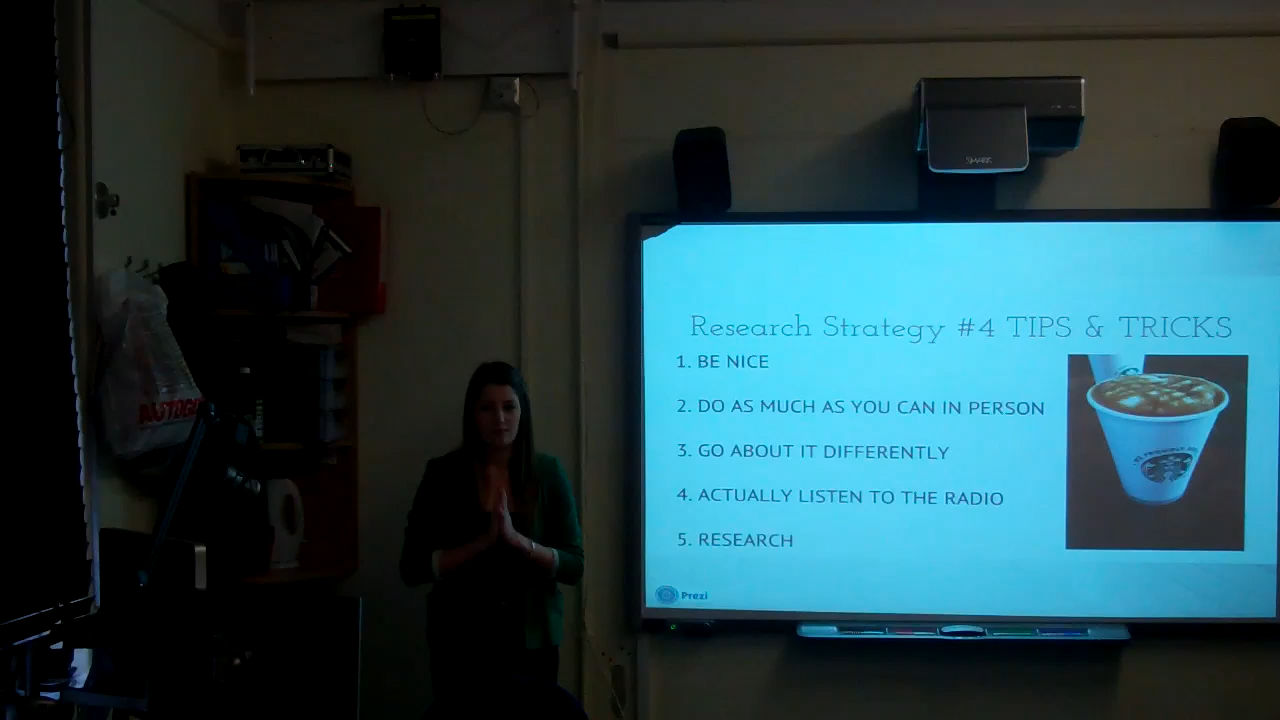 SMART
Research Strategy #4 TIPS & TRICKS
1. BE NICE
2. DO AS MUCH AS YOU CAN IN PERSON
3. GO ABOUT IT DIFFERENTLY
4. ACTUALLY LISTEN TO THE RADIO
5. RESEARCH
Prezi